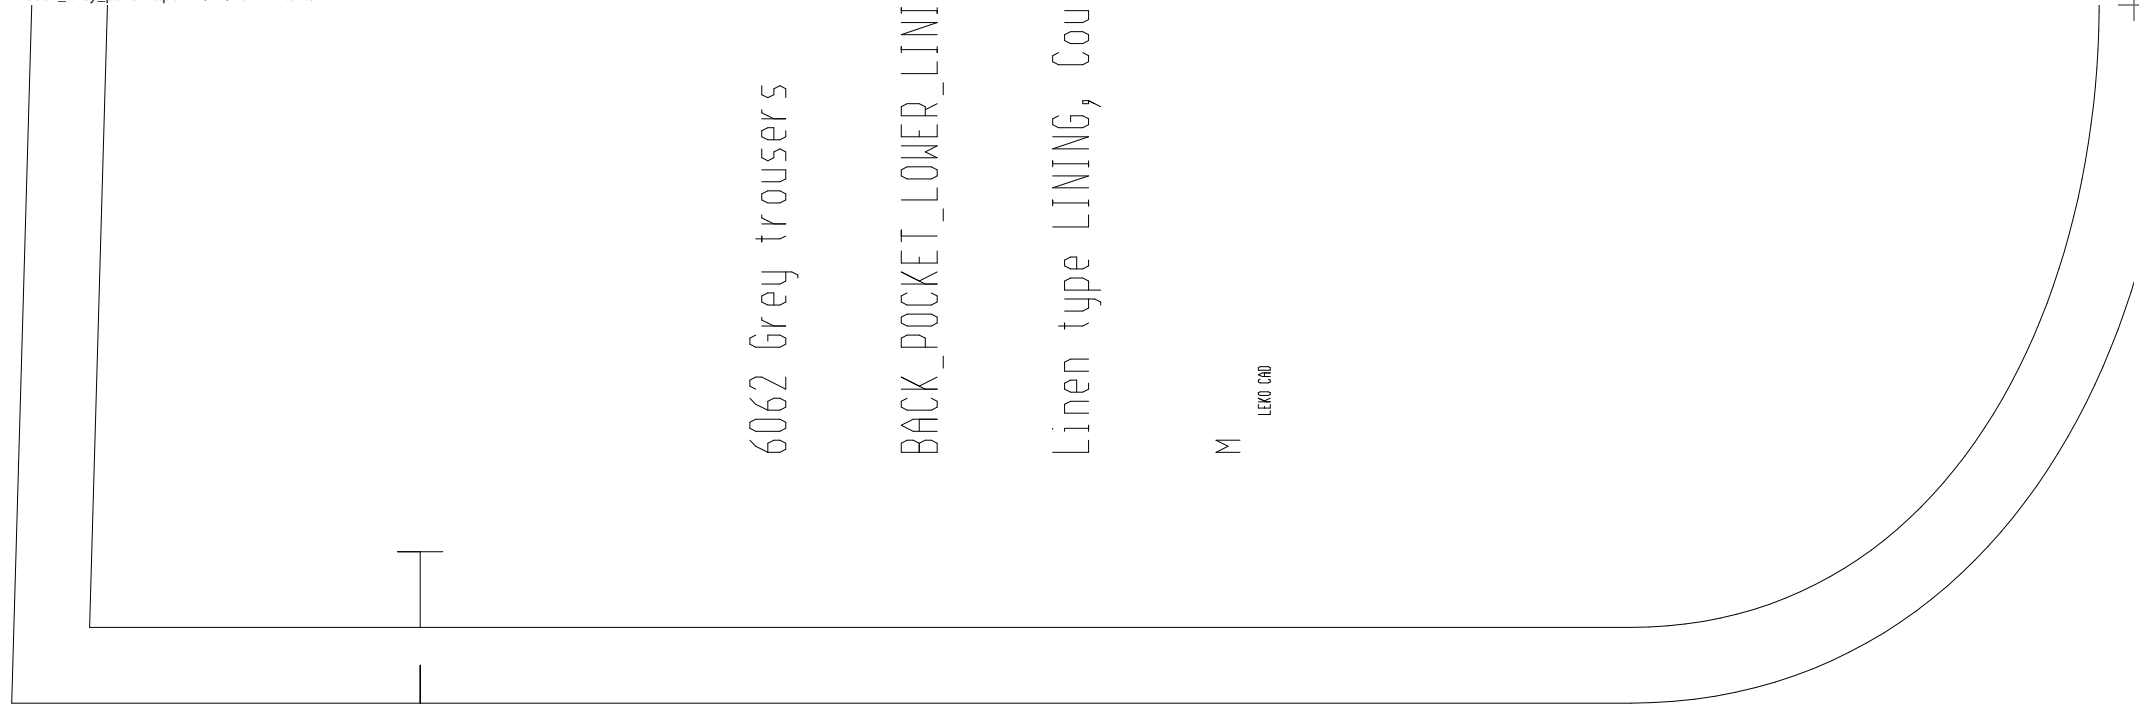 6062 Grey trousers
BACK_POCKET_LOWER_LINI
Linen type LINING, Cou
M
LEKO CAD